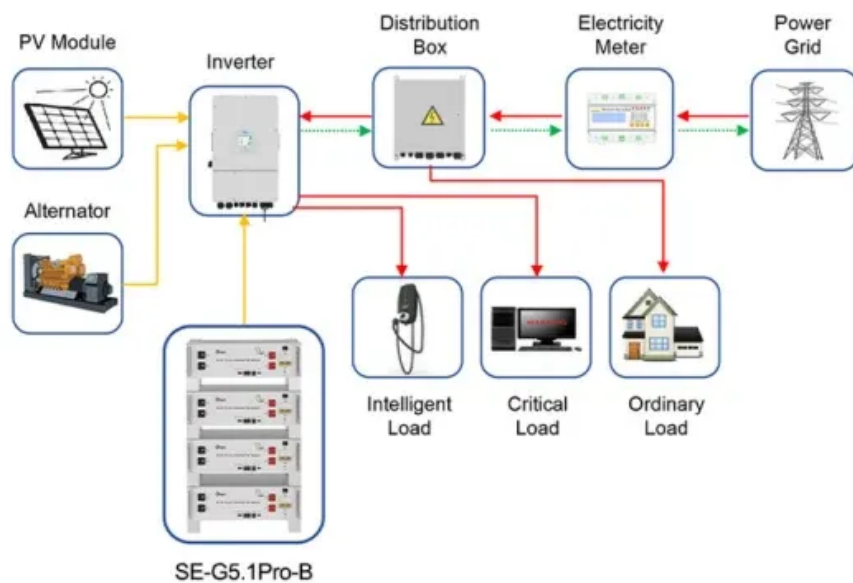 PV Module
Inverter
Distribution
Box
Electricity
Meter
Power
Grid
Alternator
Intelligent
Load
Critical
Load
Ordinary
Load
SE-G5.1Pro-B